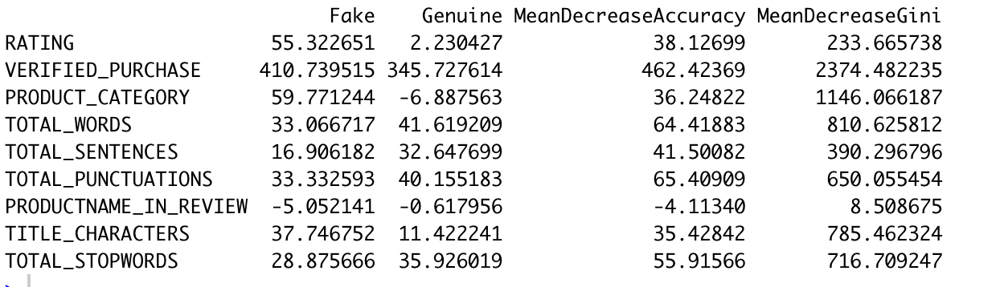 Fake Genuine MeanDecreaseAccuracy MeanDecreaseGini
RATING 55.322651 2.230427 38.12699 233.665738
VERIFIED_PURCHASE 410.739515 345.727614 462.42369 2374.482235
PRODUCT_CATEGORY 59.771244 -6.887563 36.24822 1146.066187
TOTAL_WORDS 33.066717 41.619209 64.41883 810.625812
TOTAL_SENTENCES 16.906182 32.647699 41.50082 390.296796
TOTAL_PUNCTUATIONS 33.332593 40.155183 65.40909 650.055454
PRODUCTNAME_IN_REVIEW -5.052141 -0.617956 -4.11340 8.508675
TITLE_CHARACTERS 37.746752 11.422241 35.42842 785.462324
TOTAL_STOPWORDS 28.875666 35.926019 55.91566 716.709247